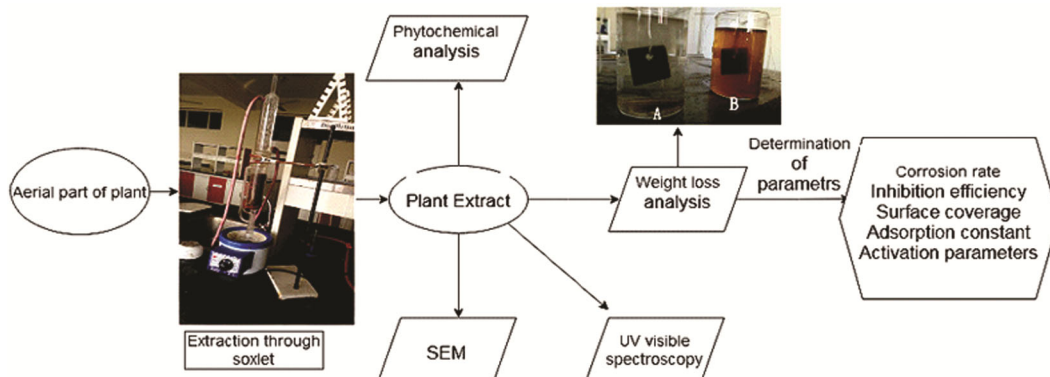 Aerial part of plant
Extraction through
soxlet
Phytochemical
analysis
Plant Extract
SEM
UV visible
spectroscopy
A
B
Weight loss
analysis
Determination
of
parametrs
Corrosion rate
Inhibition efficiency
Surface coverage
Adsorption constant
Activation parameters